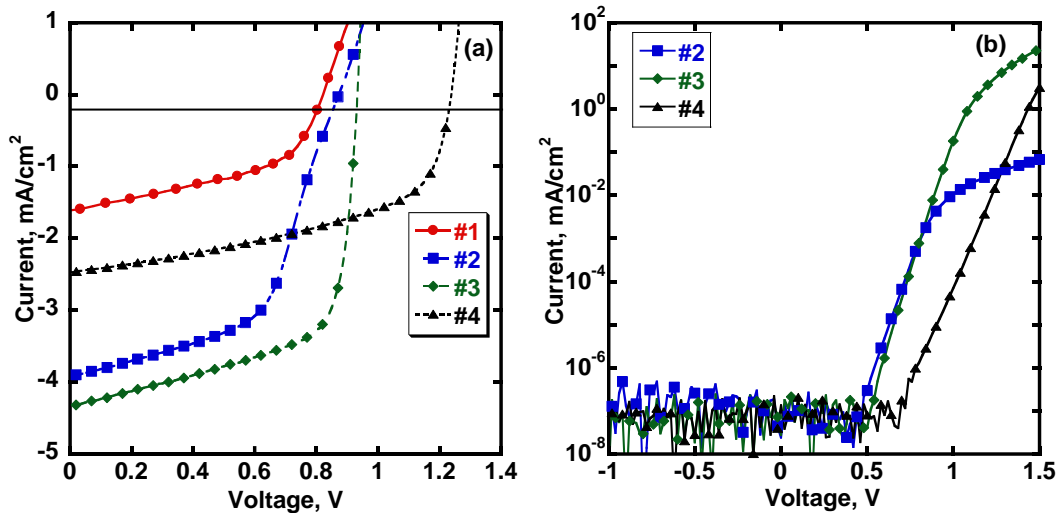 (a)
Current, mA/cm2
1
0
-1
-2
-3
-4
-5
#1
#2
#3
#4
0 0.2 0.4 0.6 0.8 1 1.2 1.4
Voltage, V
(b)
Current, mA/cm2
10^2
10^0
10^-2
10^-4
10^-6
10^-8
#2
#3
#4
-1 -0.5 0 0.5 1 1.5
Voltage, V